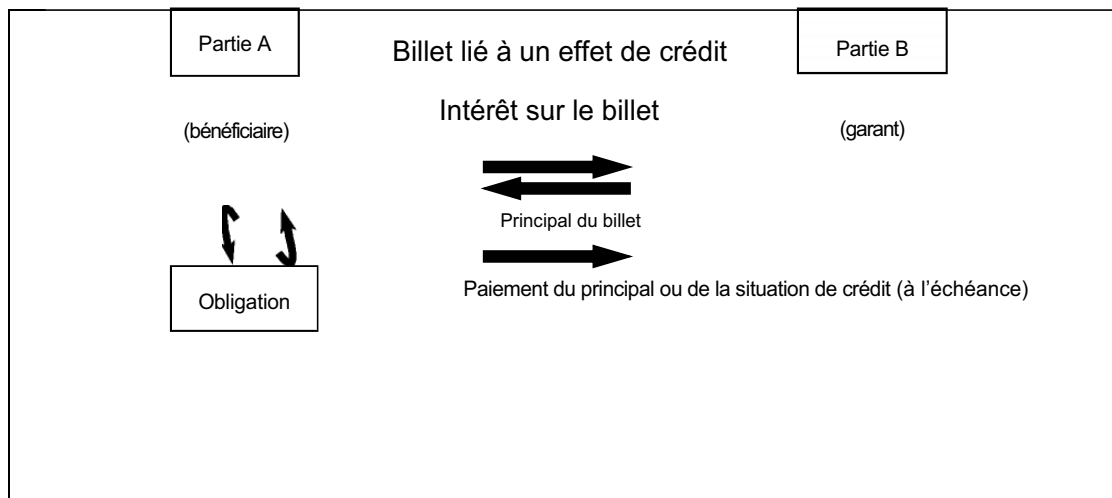 Partie A
Billet lié à un effet de crédit
Partie B
Intérêt sur le billet
(bénéficiaire)
(garant)
Principal du billet
Obligation
Paiement du principal ou de la situation de crédit (à l’échéance)